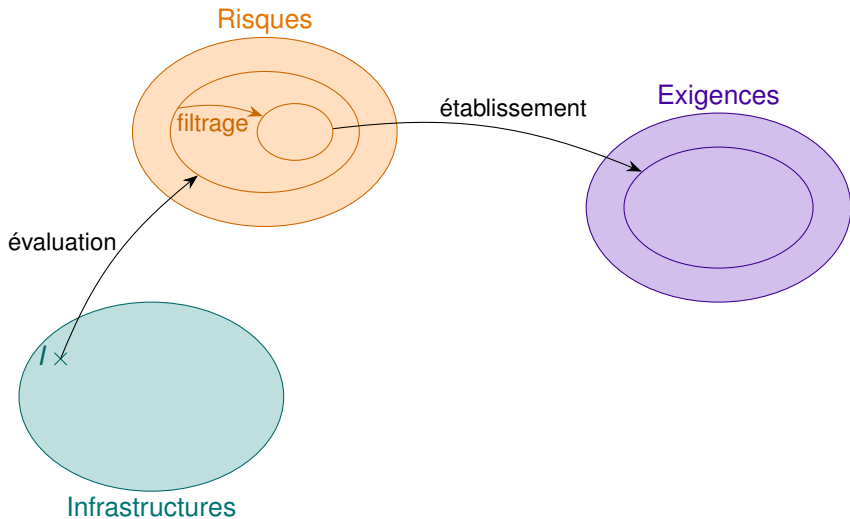 Risques
établissement
Exigences
filtrage
évaluation
I
Infrastructures